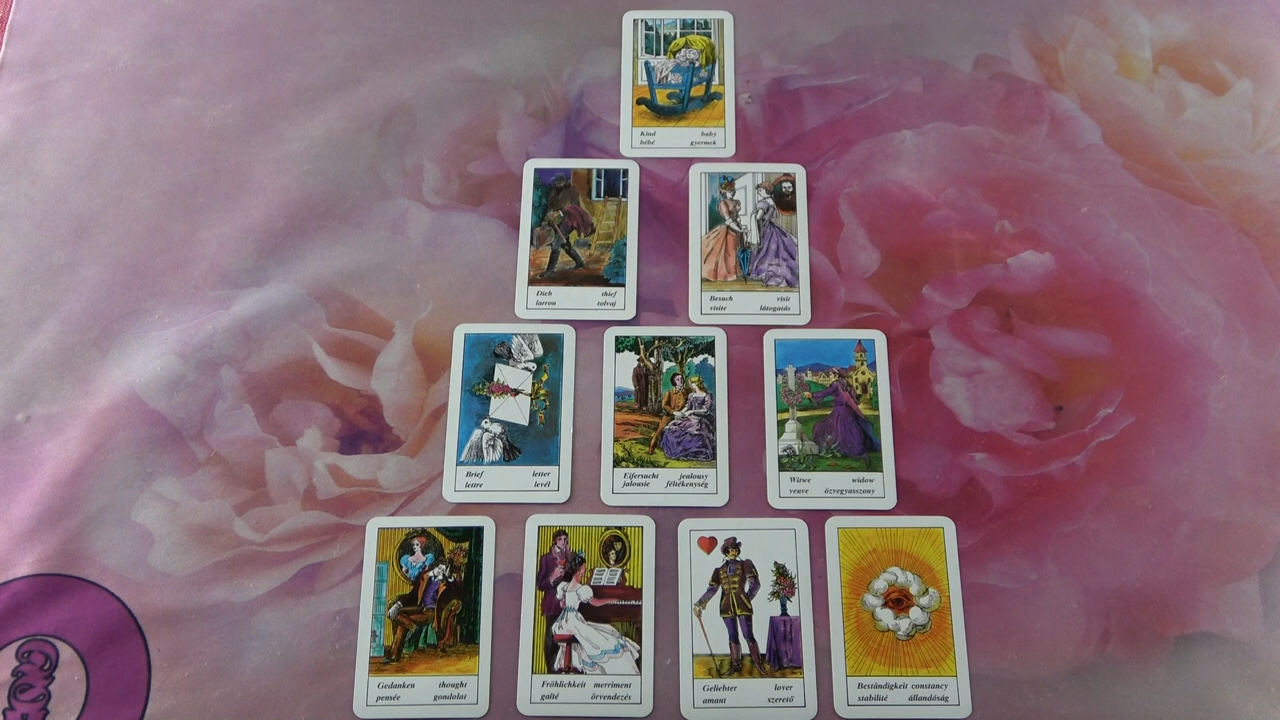 Kind baby
bébé gyermek
Dieb thief
larron tolvaj
Besuch visit
visite látogatás
Brief letter
lettre levél
Eifersucht jealousy
jalousie féltékenység
Witwe widow
veuve özvegyasszony
Gedanken thought
pensée gondolat
Fröhlichkeit merriment
gaîté örvendezés
Geliebter lover
amant szerető
Beständigkeit constancy
stabilité állandóság